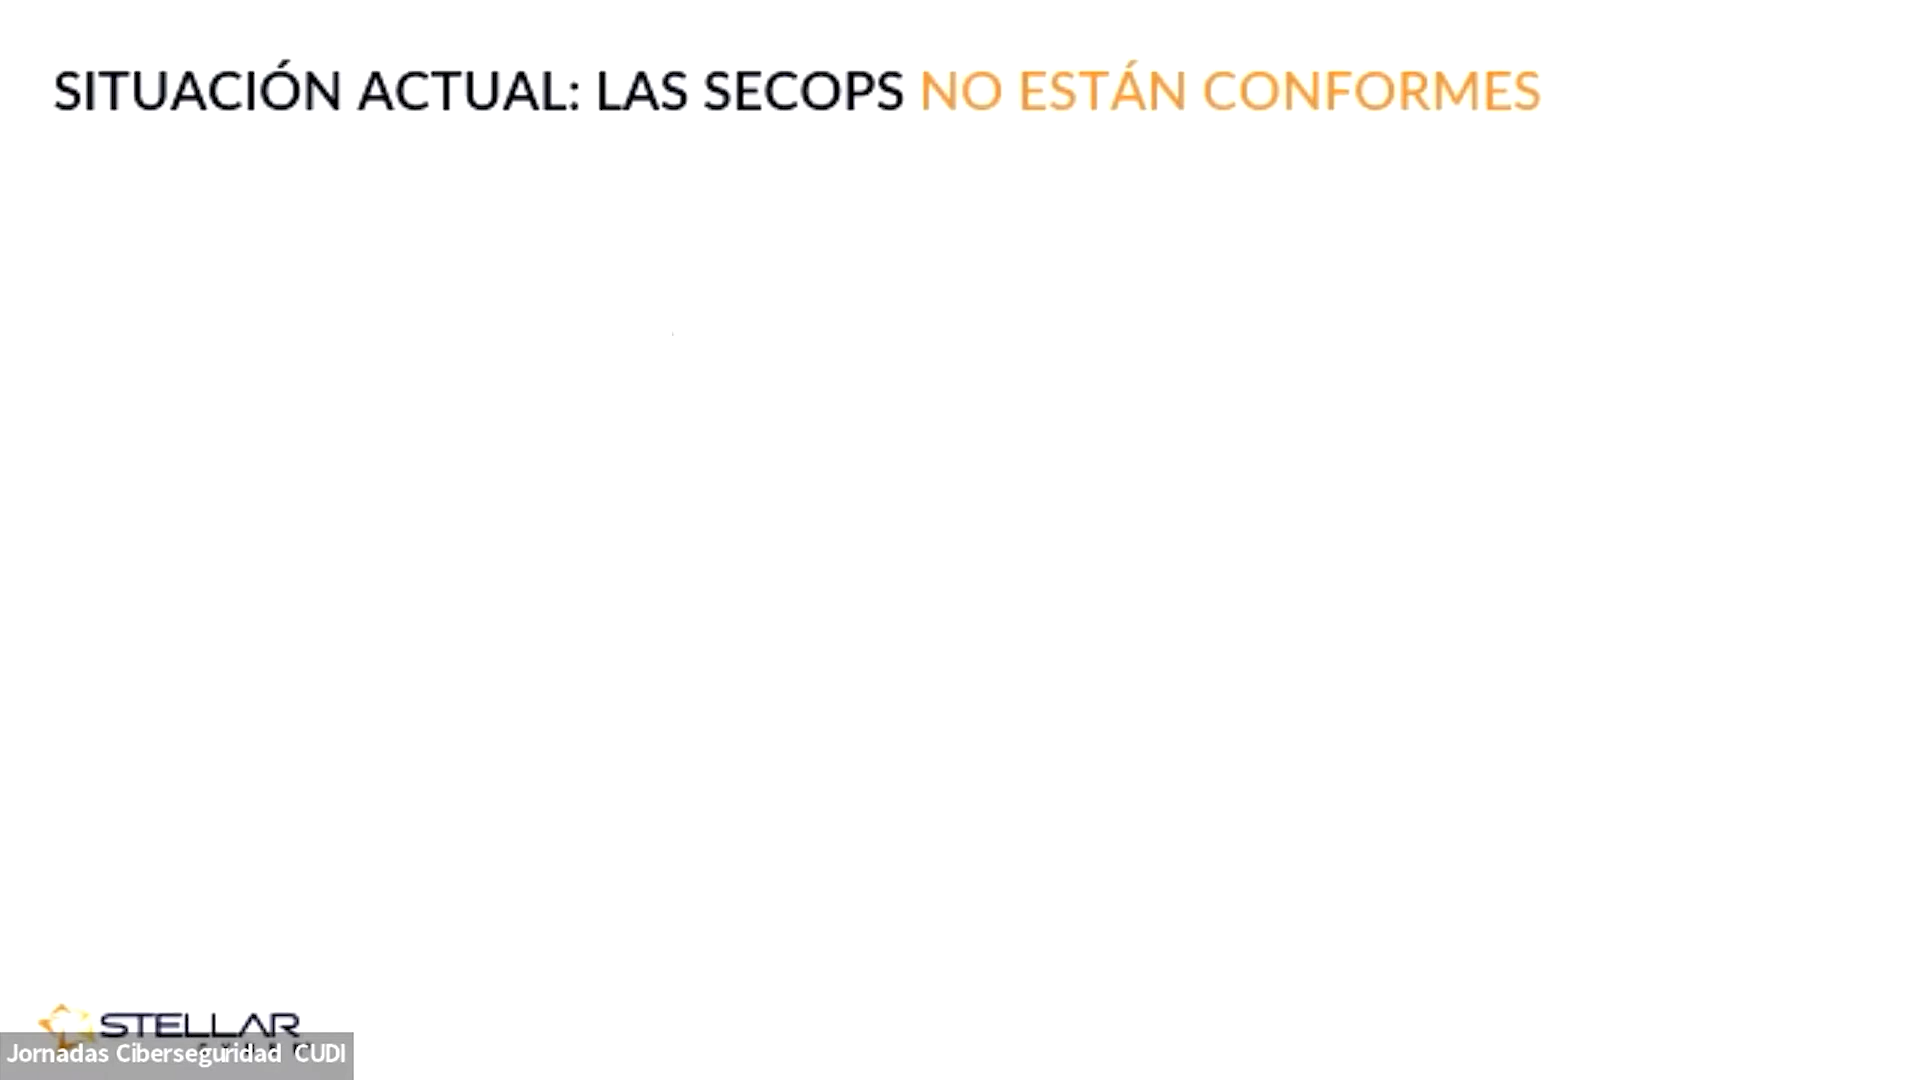 SITUACIÓN ACTUAL: LAS SECOPS NO ESTÁN CONFORMES
STELLAR
Jornadas Ciberseguridad CUDI